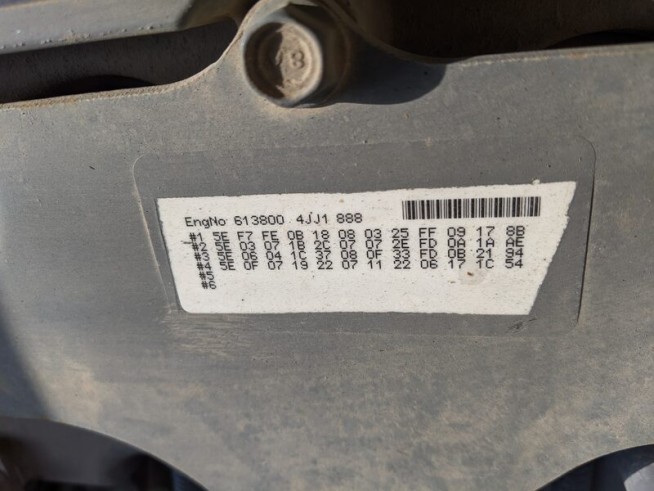 8
EngNo 613800 4JJ1 888
#1 5E F7 FE 0B 18 08 03 25 FF 09 17 8B
#2 5E 03 07 1B 2C 07 07 2E FD 0A 1A AE
#3 5E 06 04 1C 37 08 0F 33 FD 0B 21 94
#4 5E 0F 07 19 22 07 11 22 06 17 1C 54
#5
#6